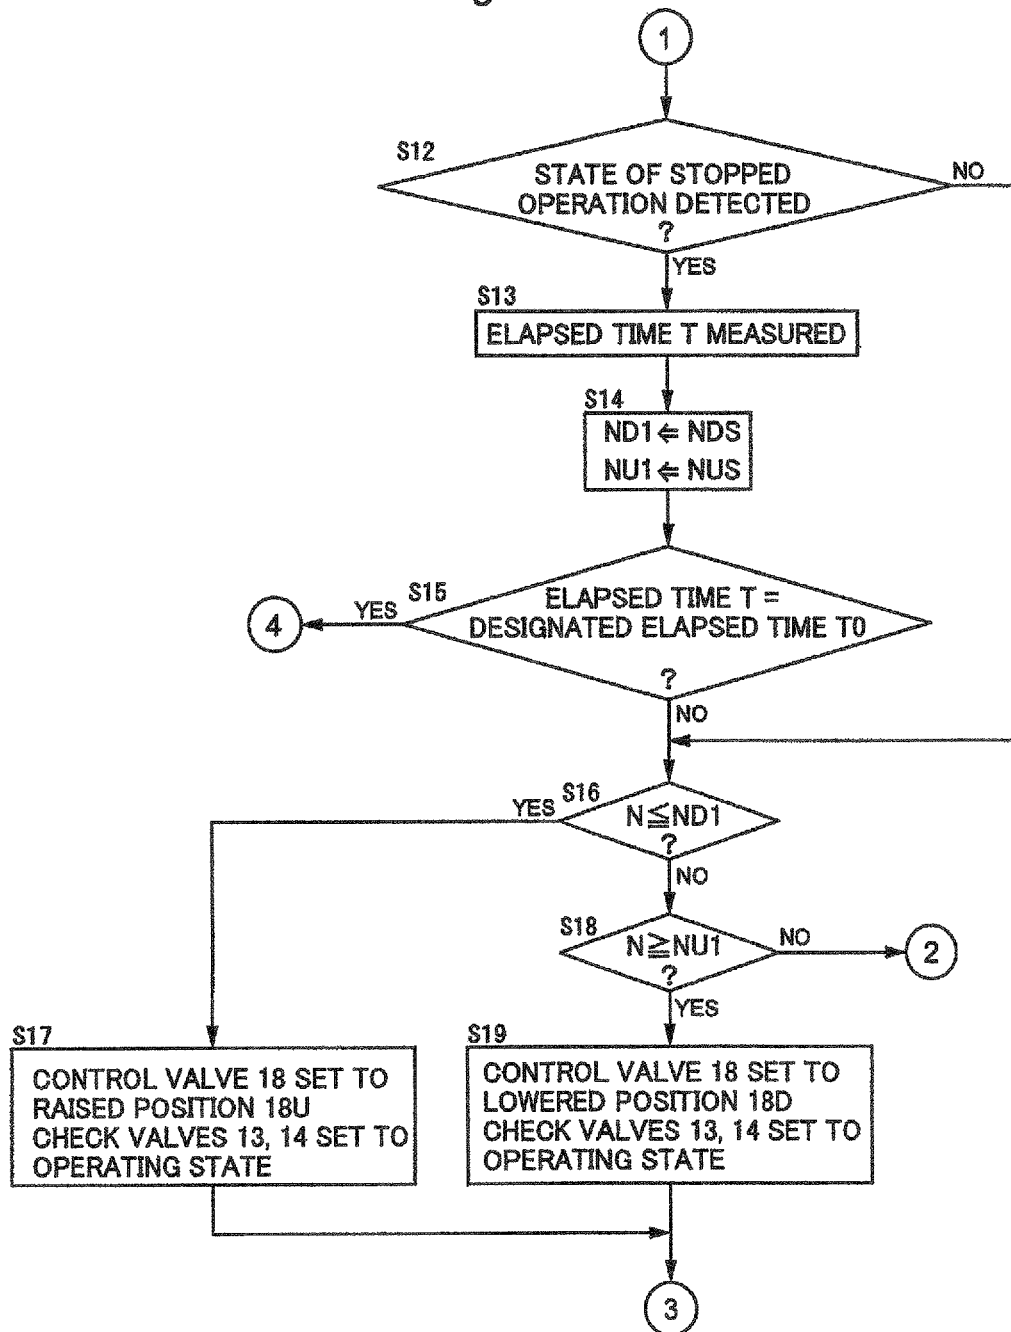 1
S12
STATE OF STOPPED
OPERATION DETECTED
?
NO
YES
S13
ELAPSED TIME T MEASURED
S14
ND1⇐NDS
NU1⇐NUS
S15
ELAPSED TIME T =
DESIGNATED ELAPSED TIME T0
?
YES
4
NO
S16
N≦ND1
?
YES
NO
S18
N≧NU1
?
NO
2
YES
S17
CONTROL VALVE 18 SET TO
RAISED POSITION 18U
CHECK VALVES 13, 14 SET TO
OPERATING STATE
S19
CONTROL VALVE 18 SET TO
LOWERED POSITION 18D
CHECK VALVES 13, 14 SET TO
OPERATING STATE
3